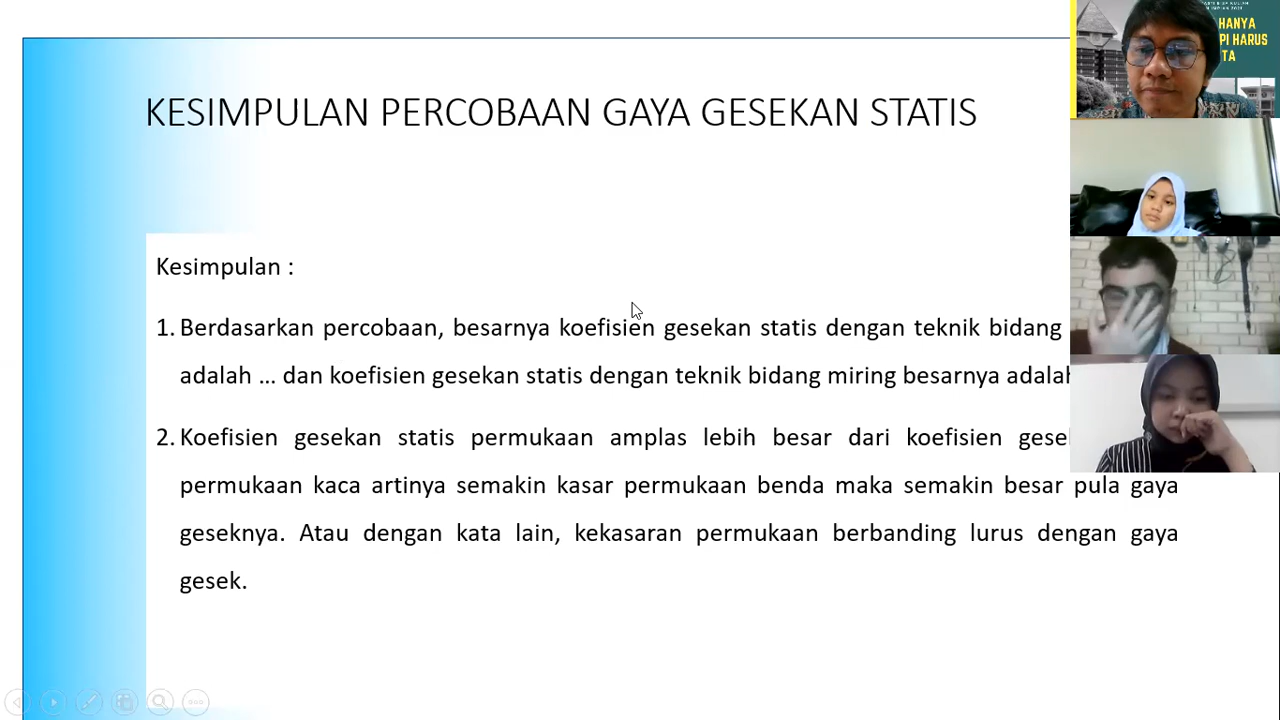 KESIMPULAN PERCOBAAN GAYA GESEKAN STATIS
Kesimpulan :
1. Berdasarkan percobaan, besarnya koefisien gesekan statis dengan teknik bidang
adalah ... dan koefisien gesekan statis dengan teknik bidang miring besarnya adalah
2. Koefisien gesekan statis permukaan amplas lebih besar dari koefisien
permukaan kaca artinya semakin kasar permukaan benda maka semakin besar pula gaya
geseknya. Atau dengan kata lain, kekasaran permukaan berbanding lurus dengan gaya
gesek.
HANYA
PI HARUS
TA